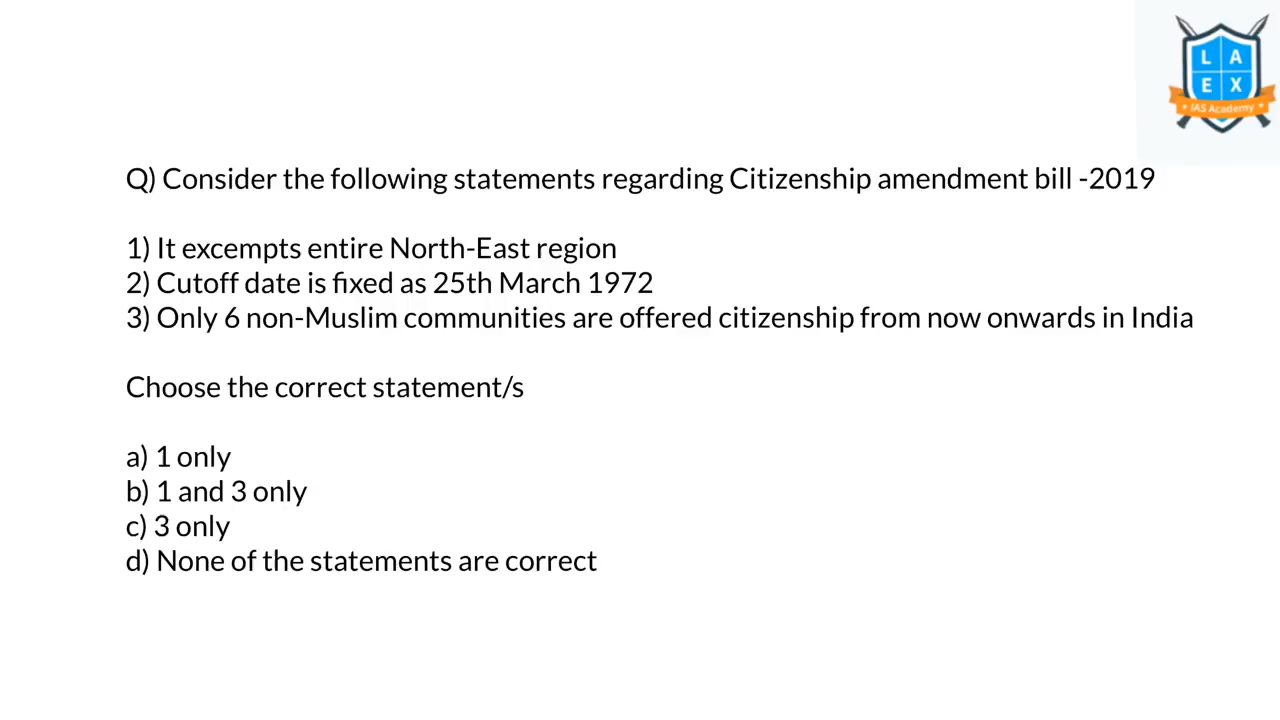 L A
E X
IAS Academy
Q) Consider the following statements regarding Citizenship amendment bill -2019
1) It excempts entire North-East region
2) Cutoff date is fixed as 25th March 1972
3) Only 6 non-Muslim communities are offered citizenship from now onwards in India
Choose the correct statement/s
a) 1 only
b) 1 and 3 only
c) 3 only
d) None of the statements are correct